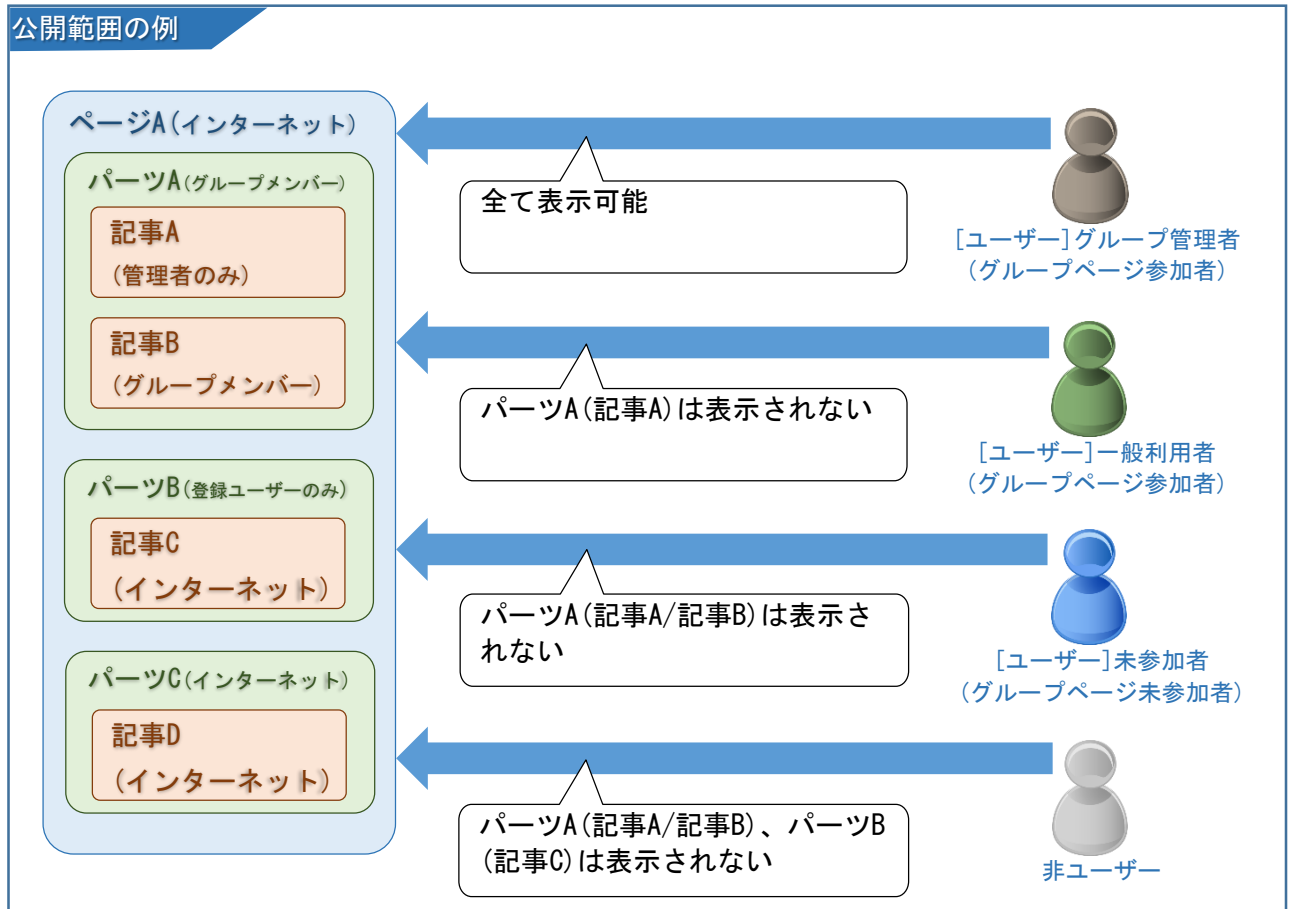 公開範囲の例
ページA(インターネット)
パーツA(グループメンバー)
記事A
(管理者のみ)
記事B
(グループメンバー)
パーツB(登録ユーザーのみ)
記事C
(インターネット)
パーツC(インターネット)
記事D
(インターネット)
全て表示可能
[ユーザー]グループ管理者
(グループページ参加者)
パーツA(記事A)は表示されない
[ユーザー]一般利用者
(グループページ参加者)
パーツA(記事A/記事B)は表示さ
れない
[ユーザー]未参加者
(グループページ未参加者)
パーツA(記事A/記事B)、パーツB
(記事C)は表示されない
非ユーザー